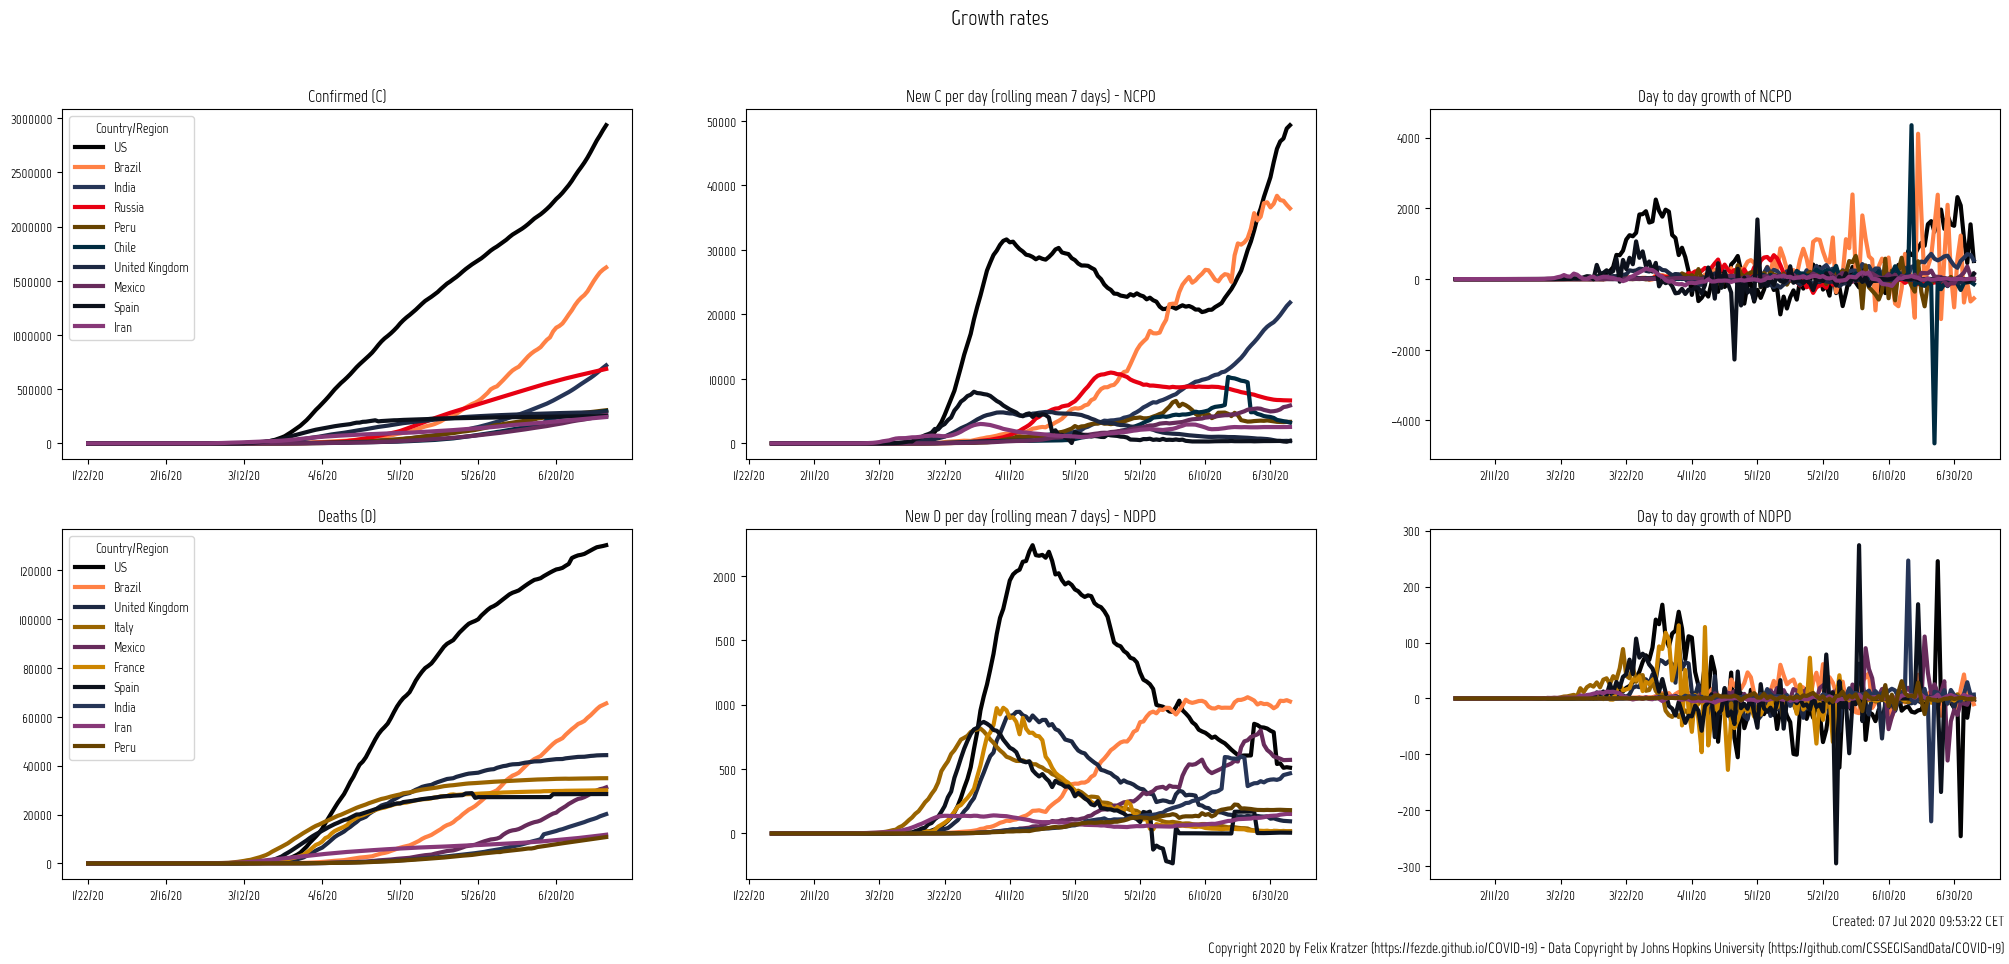 Growth rates
Confirmed (C)
3000000
2500000
2000000
1500000
1000000
500000
0
Country/Region
US
Brazil
India
Russia
Peru
Chile
United Kingdom
Mexico
Spain
Iran
1/22/20 2/16/20 3/12/20 4/6/20 5/1/20 5/26/20 6/20/20
New C per day (rolling mean 7 days) - NCPD
50000
40000
30000
20000
10000
0
1/22/20 2/11/20 3/2/20 3/22/20 4/11/20 5/1/20 5/21/20 6/10/20 6/30/20
Day to day growth of NCPD
4000
2000
0
−2000
−4000
2/11/20 3/2/20 3/22/20 4/11/20 5/1/20 5/21/20 6/10/20 6/30/20
Deaths (D)
120000
100000
80000
60000
40000
20000
0
Country/Region
US
Brazil
United Kingdom
Italy
Mexico
France
Spain
India
Iran
Peru
1/22/20 2/16/20 3/12/20 4/6/20 5/1/20 5/26/20 6/20/20
New D per day (rolling mean 7 days) - NDPD
2000
1500
1000
500
0
1/22/20 2/11/20 3/2/20 3/22/20 4/11/20 5/1/20 5/21/20 6/10/20 6/30/20
Day to day growth of NDPD
300
200
100
0
−100
−200
−300
2/11/20 3/2/20 3/22/20 4/11/20 5/1/20 5/21/20 6/10/20 6/30/20
Created: 07 Jul 2020 09:53:22 CET
Copyright 2020 by Felix Kratzer (https://fezde.github.io/COVID-19) - Data Copyright by Johns Hopkins University (https://github.com/CSSEGISandData/COVID-19)